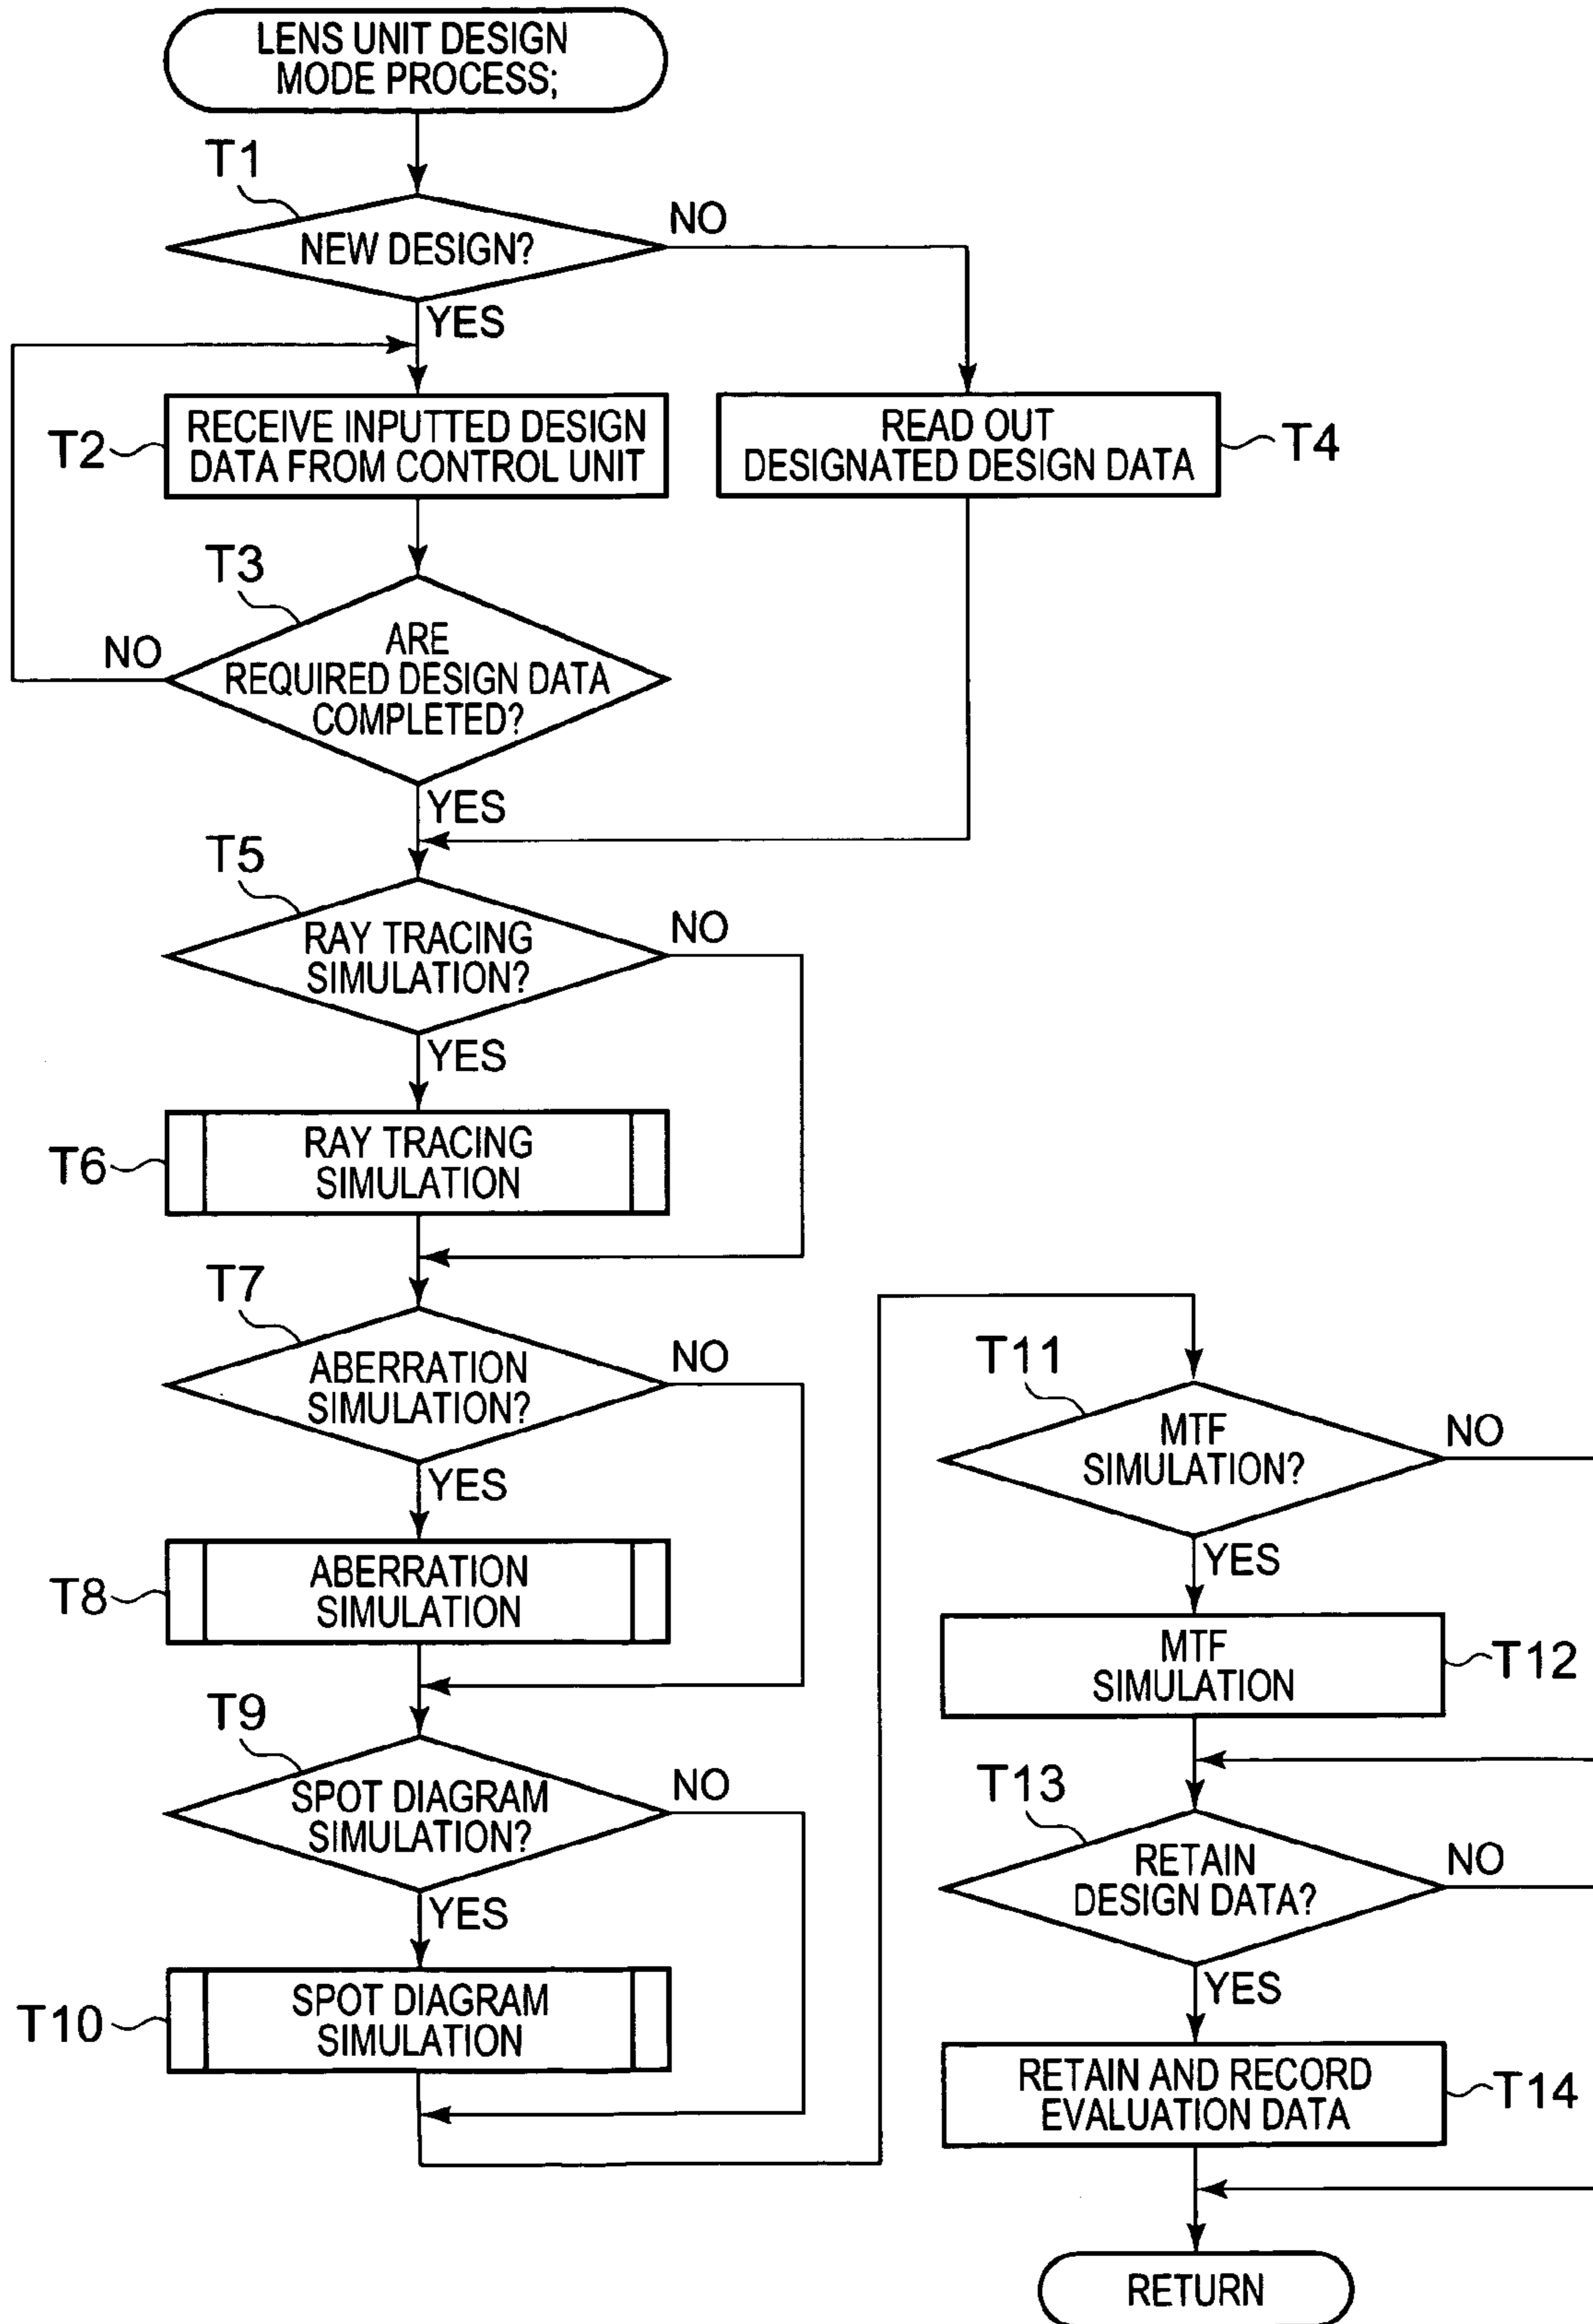 LENS UNIT DESIGN
MODE PROCESS;
T1
NEW DESIGN?
NO
YES
T2
RECEIVE INPUTTED DESIGN
DATA FROM CONTROL UNIT
READ OUT
DESIGNATED DESIGN DATA
T4
T3
ARE
REQUIRED DESIGN DATA
COMPLETED?
NO
YES
T5
RAY TRACING
SIMULATION?
NO
YES
T6
RAY TRACING
SIMULATION
T7
ABERRATION
SIMULATION?
NO
YES
T8
ABERRATION
SIMULATION
T9
SPOT DIAGRAM
SIMULATION?
NO
YES
T10
SPOT DIAGRAM
SIMULATION
T11
MTF
SIMULATION?
NO
YES
MTF
SIMULATION
T12
T13
RETAIN
DESIGN DATA?
NO
YES
RETAIN AND RECORD
EVALUATION DATA
T14
RETURN